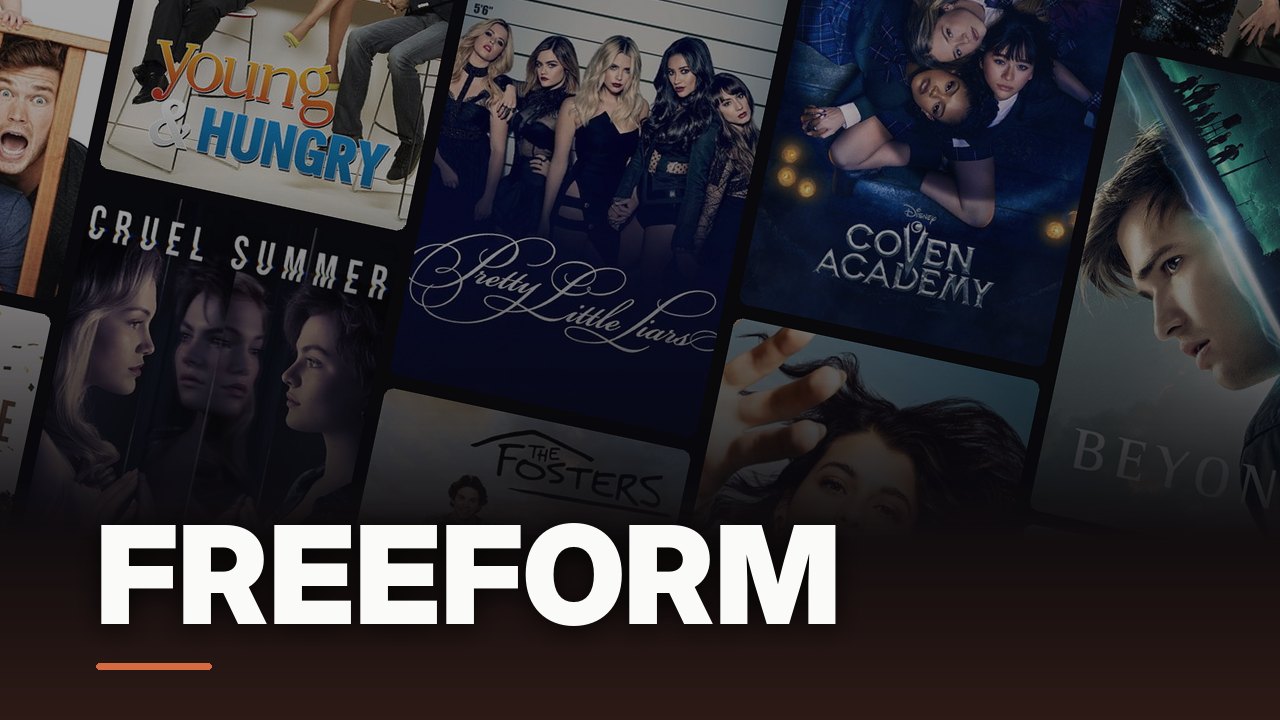 5'6"
young
& HUNGRY
CRUEL SUMMER
Pretty Little Liars
Disney
COVEN
ACADEMY
THE
FOSTERS
BEYON
FREEFORM